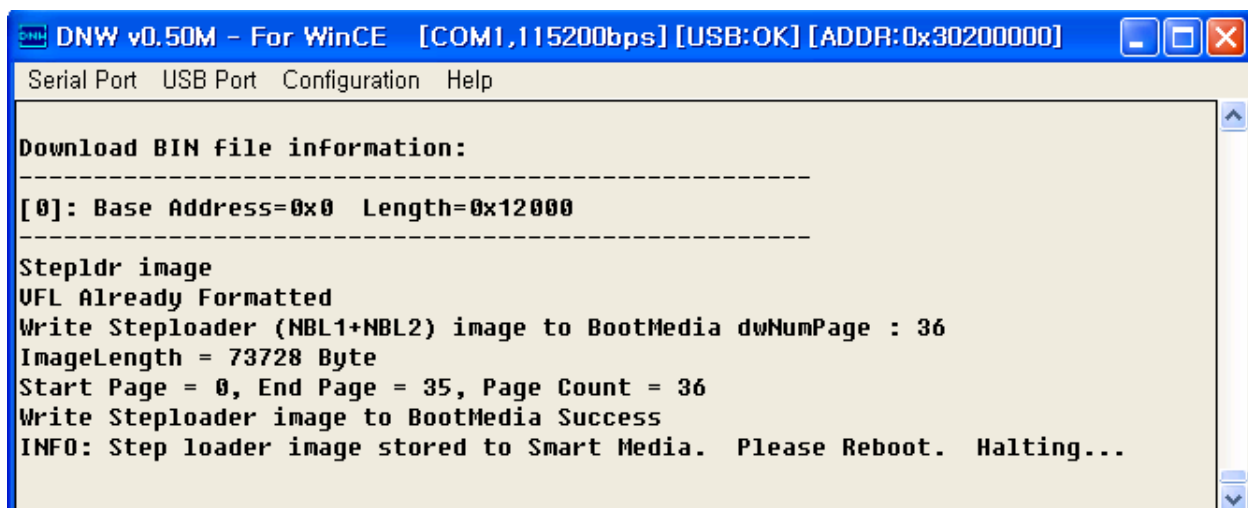 DNW DNW v0.50M - For WinCE [COM1,115200bps] [USB:OK] [ADDR:0x30200000]
Serial Port USB Port Configuration Help
Download BIN file information:
-----------------------------------------------------
[0]: Base Address=0x0 Length=0x12000
-----------------------------------------------------
Stepldr image
VFL Already Formatted
Write Steploader (NBL1+NBL2) image to BootMedia dwNumPage : 36
ImageLength = 73728 Byte
Start Page = 0, End Page = 35, Page Count = 36
Write Steploader image to BootMedia Success
INFO: Step loader image stored to Smart Media. Please Reboot. Halting...